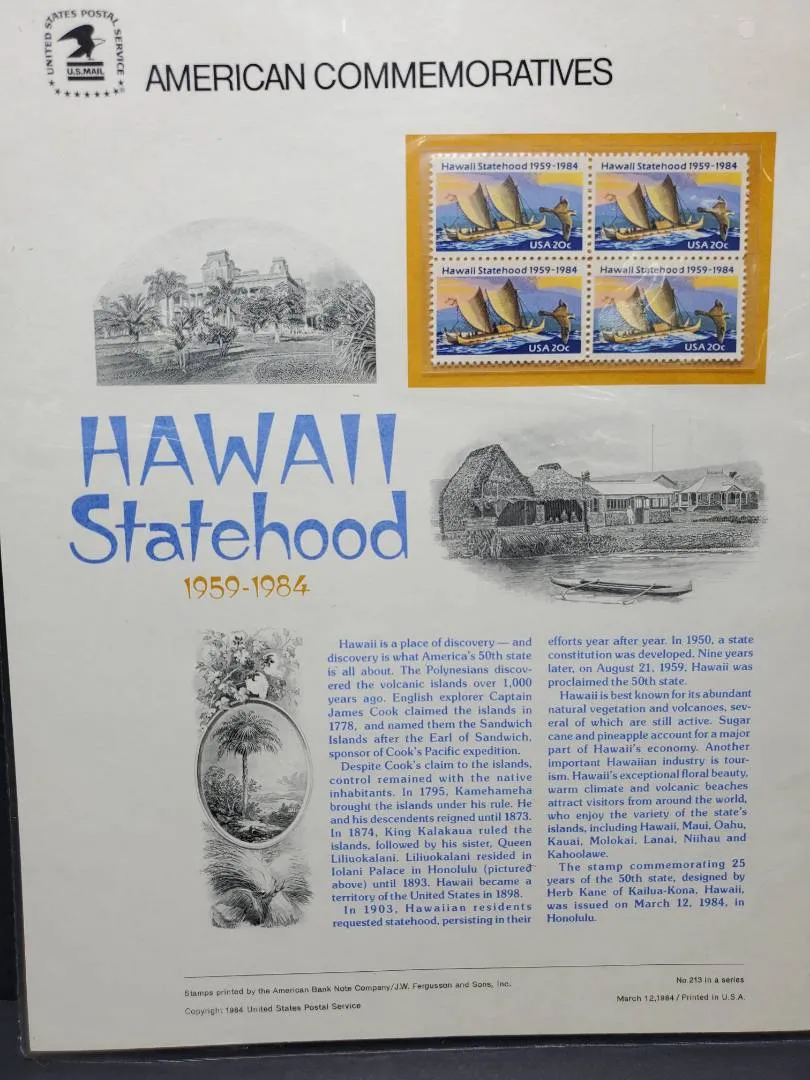 UNITED STATES POSTAL SERVICE
U.S.MAIL
AMERICAN COMMEMORATIVES
Hawaii Statehood 1959-1984
USA 20c
Hawaii Statehood 1959-1984
USA 20c
Hawaii Statehood 1959-1984
USA 20c
Hawaii Statehood 1959-1984
USA 20c
HAWAII
Statehood
1959-1984
Hawaii is a place of discovery — and
discovery is what America's 50th state
is all about. The Polynesians discov-
ered the volcanic islands over 1,000
years ago. English explorer Captain
James Cook claimed the islands in
1778, and named them the Sandwich
Islands after the Earl of Sandwich,
sponsor of Cook's Pacific expedition.
Despite Cook's claim to the islands,
control remained with the native
inhabitants. In 1795, Kamehameha
brought the islands under his rule. He
and his descendents reigned until 1873.
In 1874, King Kalakaua ruled the
islands, followed by his sister, Queen
Liliuokalani. Liliuokalani resided in
Iolani Palace in Honolulu (pictured
above) until 1893. Hawaii became a
territory of the United States in 1898.
In 1903, Hawaiian residents
requested statehood, persisting in their
efforts year after year. In 1950, a state
constitution was developed. Nine years
later, on August 21, 1959, Hawaii was
proclaimed the 50th state.
Hawaii is best known for its abundant
natural vegetation and volcanoes, sev-
eral of which are still active. Sugar
cane and pineapple account for a major
part of Hawaii's economy. Another
important Hawaiian industry is tour-
ism. Hawaii's exceptional floral beauty,
warm climate and volcanic beaches
attract visitors from around the world,
who enjoy the variety of the state's
islands, including Hawaii, Maui, Oahu,
Kauai, Molokai, Lanai, Niihau and
Kahoolawe.
The stamp commemorating 25
years of the 50th state, designed by
Herb Kane of Kailua-Kona, Hawaii,
was issued on March 12, 1984, in
Honolulu.
Stamps printed by the American Bank Note Company/J.W. Fergusson and Sons, Inc.
Copyright 1984 United States Postal Service
No.213 in a series
March 12,1984/Printed in U.S.A.